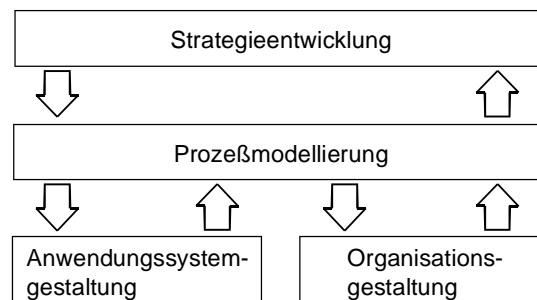 Strategieentwicklung
Prozeßmodellierung
Anwendungssystem-
gestaltung
Organisations-
gestaltung